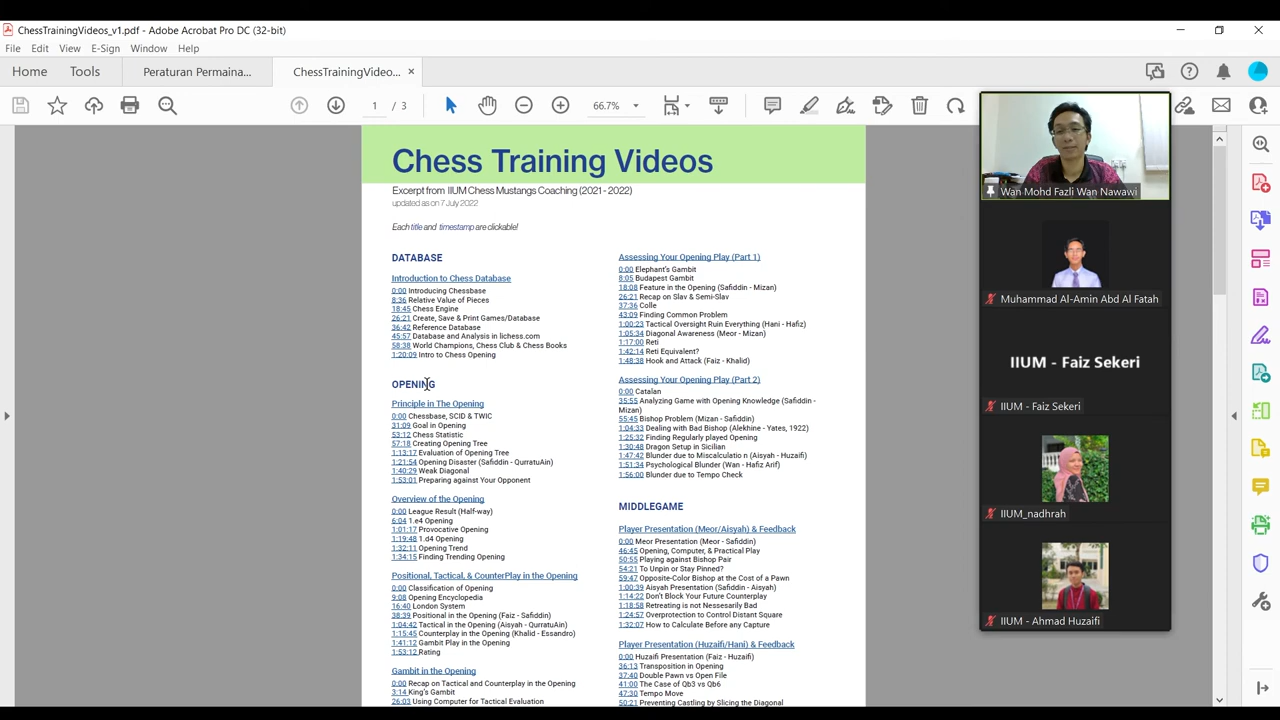 ChessTrainingVideos_v1.pdf - Adobe Acrobat Pro DC (32-bit)
File Edit View E-Sign Window Help
Home Tools Peraturan Permaina... ChessTrainingVideo... ×
1 / 3 66.7%
Chess Training Videos
Excerpt from IIUM Chess Mustangs Coaching (2021 - 2022)
updated as on 7 July 2022
Each title and timestamp are clickable!
DATABASE
Introduction to Chess Database
0:00 Introducing Chessbase
8:36 Relative Value of Pieces
18:45 Chess Engine
26:21 Create, Save & Print Games/Database
36:42 Reference Database
45:57 Database and Analysis in lichess.com
58:38 World Champions, Chess Club & Chess Books
1:20:09 Intro to Chess Opening
OPENING
Principle in The Opening
0:00 Chessbase, SCID & TWIC
31:09 Goal in Opening
53:12 Chess Statistic
57:18 Creating Opening Tree
1:13:17 Evaluation of Opening Tree
1:21:54 Opening Disaster (Safiddin - QurratuAin)
1:40:29 Weak Diagonal
1:53:01 Preparing against Your Opponent
Overview of the Opening
0:00 League Result (Half-way)
6:04 1.e4 Opening
1:01:17 Provocative Opening
1:19:48 1.d4 Opening
1:32:11 Opening Trend
1:34:15 Finding Trending Opening
Positional, Tactical, & CounterPlay in the Opening
0:00 Classification of Opening
9:08 Opening Encyclopedia
16:40 London System
38:39 Positional in the Opening (Faiz - Safiddin)
1:04:42 Tactical in the Opening (Aisyah - QurratuAin)
1:15:45 Counterplay in the Opening (Khalid - Essandro)
1:41:12 Gambit Play in the Opening
1:53:12 Rating
Gambit in the Opening
0:00 Recap on Tactical and Counterplay in the Opening
3:14 King's Gambit
26:03 Using Computer for Tactical Evaluation
Assessing Your Opening Play (Part 1)
0:00 Elephant's Gambit
8:05 Budapest Gambit
18:08 Feature in the Opening (Safiddin - Mizan)
26:21 Recap on Slav & Semi-Slav
37:36 Colle
43:09 Finding Common Problem
1:00:23 Tactical Oversight Ruin Everything (Hani - Hafiz)
1:05:34 Diagonal Awareness (Meor - Mizan)
1:17:00 Reti
1:42:14 Reti Equivalent?
1:48:38 Hook and Attack (Faiz - Khalid)
Assessing Your Opening Play (Part 2)
0:00 Catalan
35:55 Analyzing Game with Opening Knowledge (Safiddin -
Mizan)
55:45 Bishop Problem (Mizan - Safiddin)
1:04:33 Dealing with Bad Bishop (Alekhine - Yates, 1922)
1:25:32 Finding Regularly played Opening
1:30:48 Dragon Setup in Sicilian
1:47:42 Blunder due to Miscalculatio n (Aisyah - Huzaifi)
1:51:34 Psychological Blunder (Wan - Hafiz Arif)
1:56:00 Blunder due to Tempo Check
MIDDLEGAME
Player Presentation (Meor/Aisyah) & Feedback
0:00 Meor Presentation (Meor - Safiddin)
46:45 Opening, Computer, & Practical Play
50:55 Playing against Bishop Pair
54:21 To Unpin or Stay Pinned?
59:47 Opposite-Color Bishop at the Cost of a Pawn
1:00:39 Aisyah Presentation (Safiddin - Aisyah)
1:14:22 Don't Block Your Future Counterplay
1:18:58 Retreating is not Nessesarily Bad
1:24:57 Overprotection to Control Distant Square
1:32:07 How to Calculate Before any Capture
Player Presentation (Huzaifi/Hani) & Feedback
0:00 Huzaifi Presentation (Faiz - Huzaifi)
36:13 Transposition in Opening
37:40 Double Pawn vs Open File
41:00 The Case of Qb3 vs Qb6
47:30 Tempo Move
50:21 Preventing Castling by Slicing the Diagonal
Wan Mohd Fazli Wan Nawawi
Muhammad Al-Amin Abd Al Fatah
IIUM - Faiz Sekeri
IIUM - Faiz Sekeri
IIUM_nadhrah
IIUM - Ahmad Huzaifi